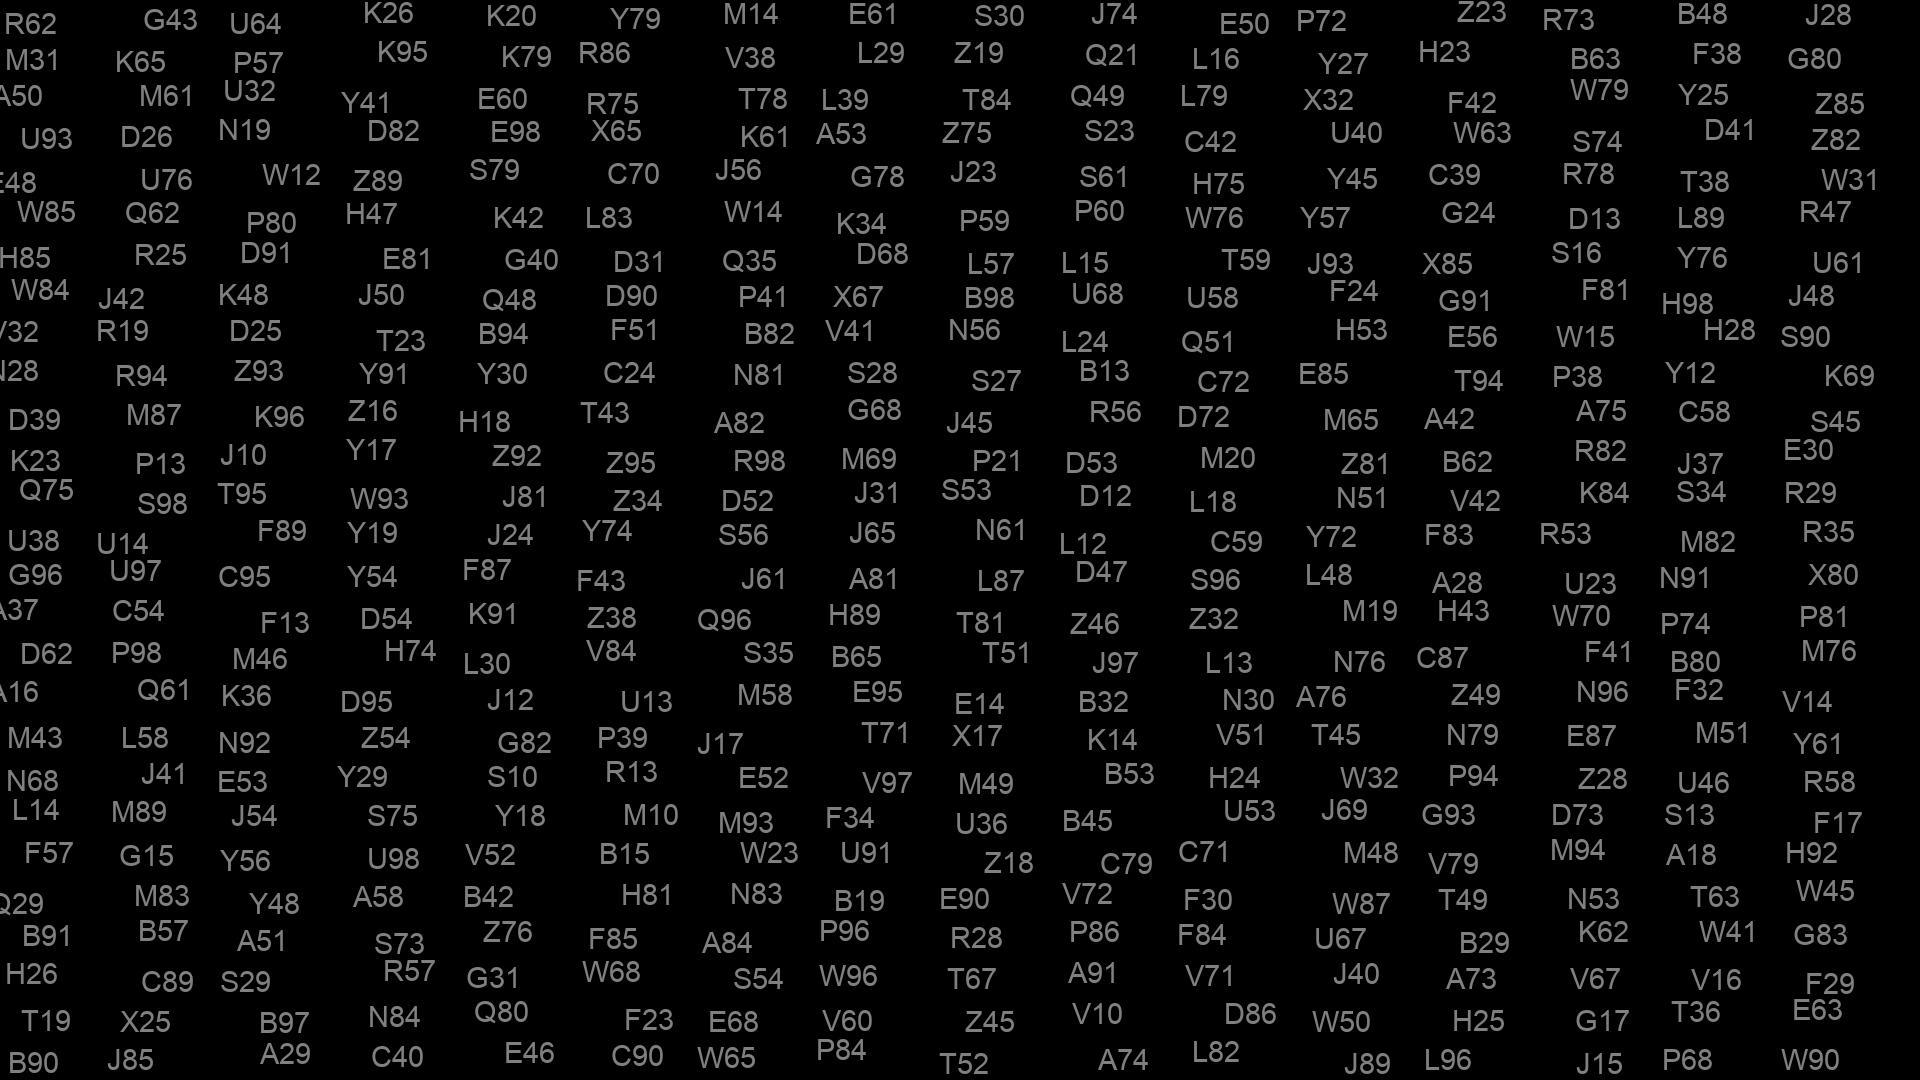 R62 G43 U64 K26 K20 Y79 M14 E61 S30 J74 E50 P72 Z23 R73 B48 J28
M31 K65 P57 K95 K79 R86 V38 L29 Z19 Q21 L16 Y27 H23 B63 F38 G80
A50 M61 U32 Y41 E60 R75 T78 L39 T84 Q49 L79 X32 F42 W79 Y25 Z85
U93 D26 N19 D82 E98 X65 K61 A53 Z75 S23 C42 U40 W63 S74 D41 Z82
E48 U76 W12 Z89 S79 C70 J56 G78 J23 S61 H75 Y45 C39 R78 T38 W31
W85 Q62 P80 H47 K42 L83 W14 K34 P59 P60 W76 Y57 G24 D13 L89 R47
H85 R25 D91 E81 G40 D31 Q35 D68 L57 L15 T59 J93 X85 S16 Y76 U61
W84 J42 K48 J50 Q48 D90 P41 X67 B98 U68 U58 F24 G91 F81 H98 J48
V32 R19 D25 T23 B94 F51 B82 V41 N56 L24 Q51 H53 E56 W15 H28 S90
N28 R94 Z93 Y91 Y30 C24 N81 S28 S27 B13 C72 E85 T94 P38 Y12 K69
D39 M87 K96 Z16 H18 T43 A82 G68 J45 R56 D72 M65 A42 A75 C58 S45
K23 P13 J10 Y17 Z92 Z95 R98 M69 P21 D53 M20 Z81 B62 R82 J37 E30
Q75 S98 T95 W93 J81 Z34 D52 J31 S53 D12 L18 N51 V42 K84 S34 R29
U38 U14 F89 Y19 J24 Y74 S56 J65 N61 L12 C59 Y72 F83 R53 M82 R35
G96 U97 C95 Y54 F87 F43 J61 A81 L87 D47 S96 L48 A28 U23 N91 X80
A37 C54 F13 D54 K91 Z38 Q96 H89 T81 Z46 Z32 M19 H43 W70 P74 P81
D62 P98 M46 H74 L30 V84 S35 B65 T51 J97 L13 N76 C87 F41 B80 M76
A16 Q61 K36 D95 J12 U13 M58 E95 E14 B32 N30 A76 Z49 N96 F32 V14
M43 L58 N92 Z54 G82 P39 J17 T71 X17 K14 V51 T45 N79 E87 M51 Y61
N68 J41 E53 Y29 S10 R13 E52 V97 M49 B53 H24 W32 P94 Z28 U46 R58
L14 M89 J54 S75 Y18 M10 M93 F34 U36 B45 U53 J69 G93 D73 S13 F17
F57 G15 Y56 U98 V52 B15 W23 U91 Z18 C79 C71 M48 V79 M94 A18 H92
Q29 M83 Y48 A58 B42 H81 N83 B19 E90 V72 F30 W87 T49 N53 T63 W45
B91 B57 A51 S73 Z76 F85 A84 P96 R28 P86 F84 U67 B29 K62 W41 G83
H26 C89 S29 R57 G31 W68 S54 W96 T67 A91 V71 J40 A73 V67 V16 F29
T19 X25 B97 N84 Q80 F23 E68 V60 Z45 V10 D86 W50 H25 G17 T36 E63
B90 J85 A29 C40 E46 C90 W65 P84 T52 A74 L82 J89 L96 J15 P68 W90